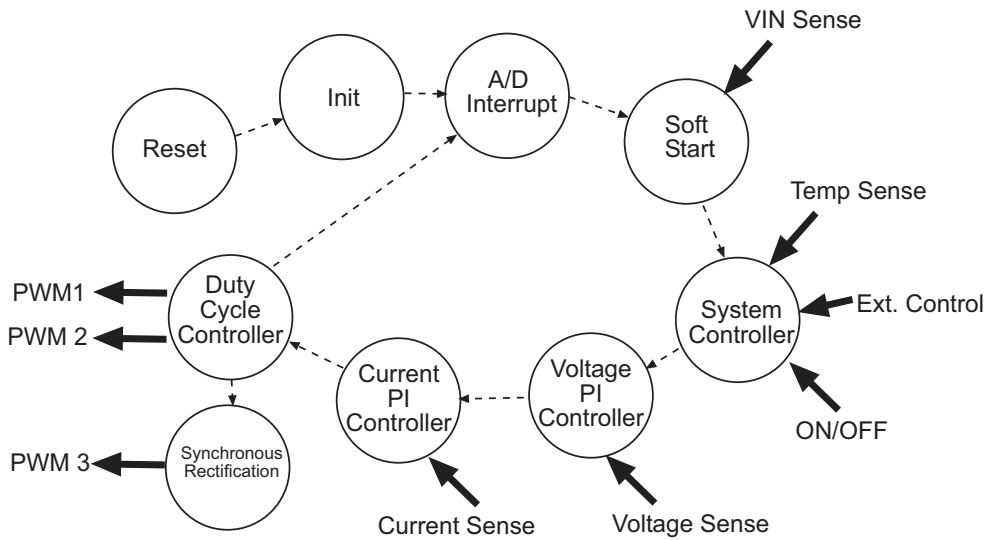 VIN Sense
A/D
Interrupt
Init
Soft
Start
Reset
Temp Sense
Duty
Cycle
Controller
PWM1
PWM 2
System
Controller
Ext. Control
Current
PI
Controller
Voltage
PI
Controller
ON/OFF
Synchronous
Rectification
PWM 3
Current Sense
Voltage Sense